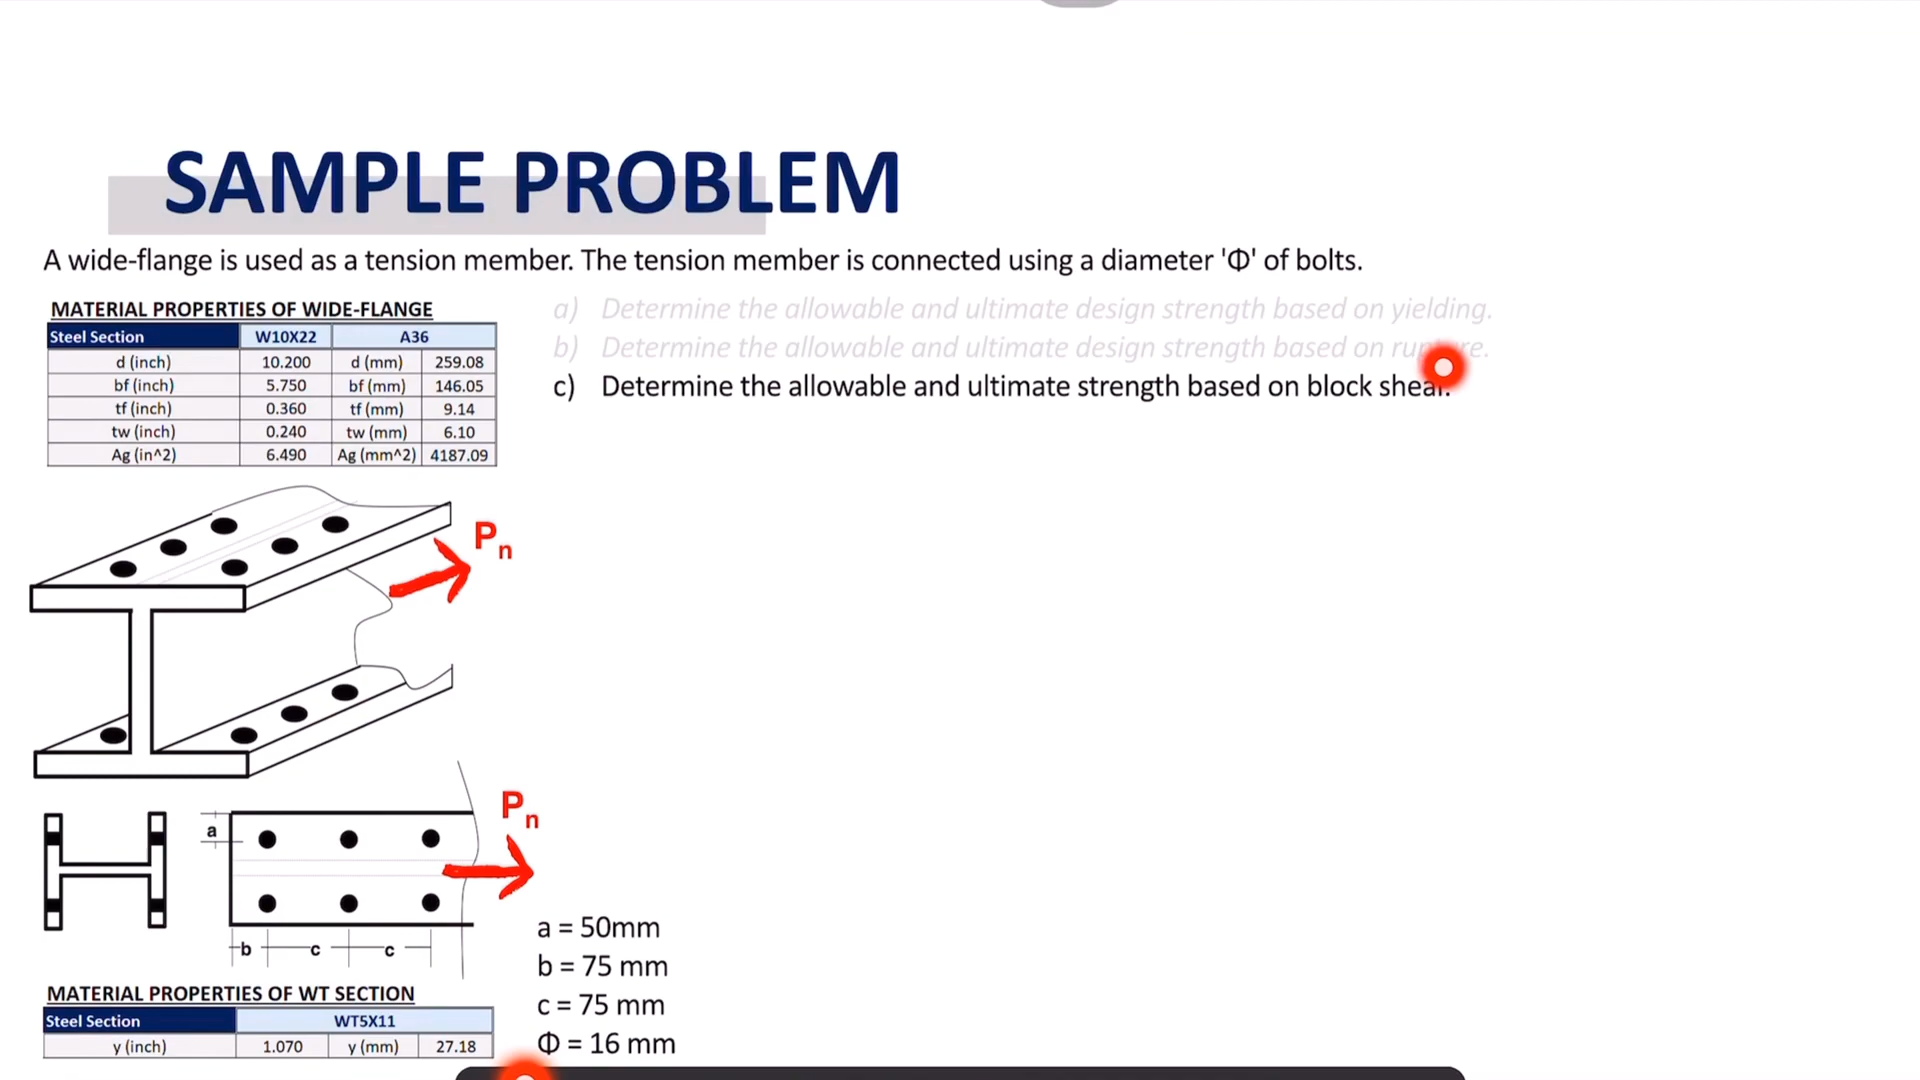 SAMPLE PROBLEM
A wide-flange is used as a tension member. The tension member is connected using a diameter 'Φ' of bolts.
MATERIAL PROPERTIES OF WIDE-FLANGE
Steel Section W10X22 A36
d (inch) 10.200 d (mm) 259.08
bf (inch) 5.750 bf (mm) 146.05
tf (inch) 0.360 tf (mm) 9.14
tw (inch) 0.240 tw (mm) 6.10
Ag (in^2) 6.490 Ag (mm^2) 4187.09
a) Determine the allowable and ultimate design strength based on yielding.
b) Determine the allowable and ultimate design strength based on rupture.
c) Determine the allowable and ultimate strength based on block shear.
Pn
Pn
a
b c c
a = 50mm
b = 75 mm
c = 75 mm
Φ = 16 mm
MATERIAL PROPERTIES OF WT SECTION
Steel Section WT5X11
y (inch) 1.070 y (mm) 27.18